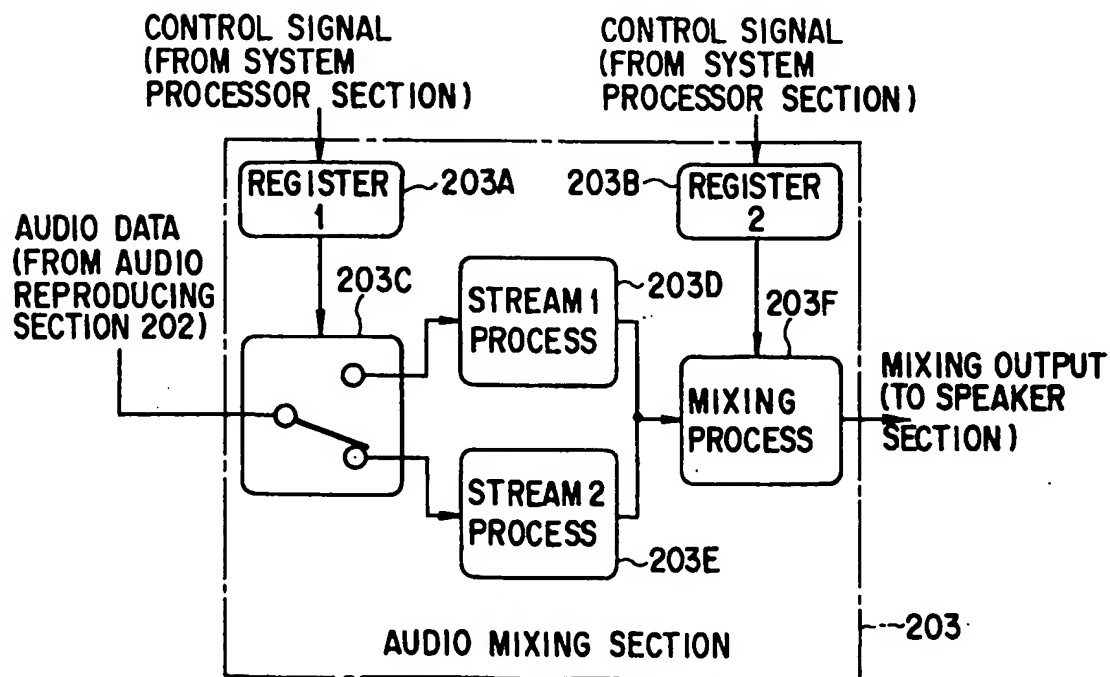 CONTROL SIGNAL
(FROM SYSTEM
PROCESSOR SECTION)
CONTROL SIGNAL
(FROM SYSTEM
PROCESSOR SECTION)
REGISTER
1
203A
203B
REGISTER
2
AUDIO DATA
(FROM AUDIO
REPRODUCING
SECTION 202)
203C
STREAM 1
PROCESS
203D
203F
MIXING
PROCESS
MIXING OUTPUT
(TO SPEAKER
SECTION)
STREAM 2
PROCESS
203E
AUDIO MIXING SECTION
203